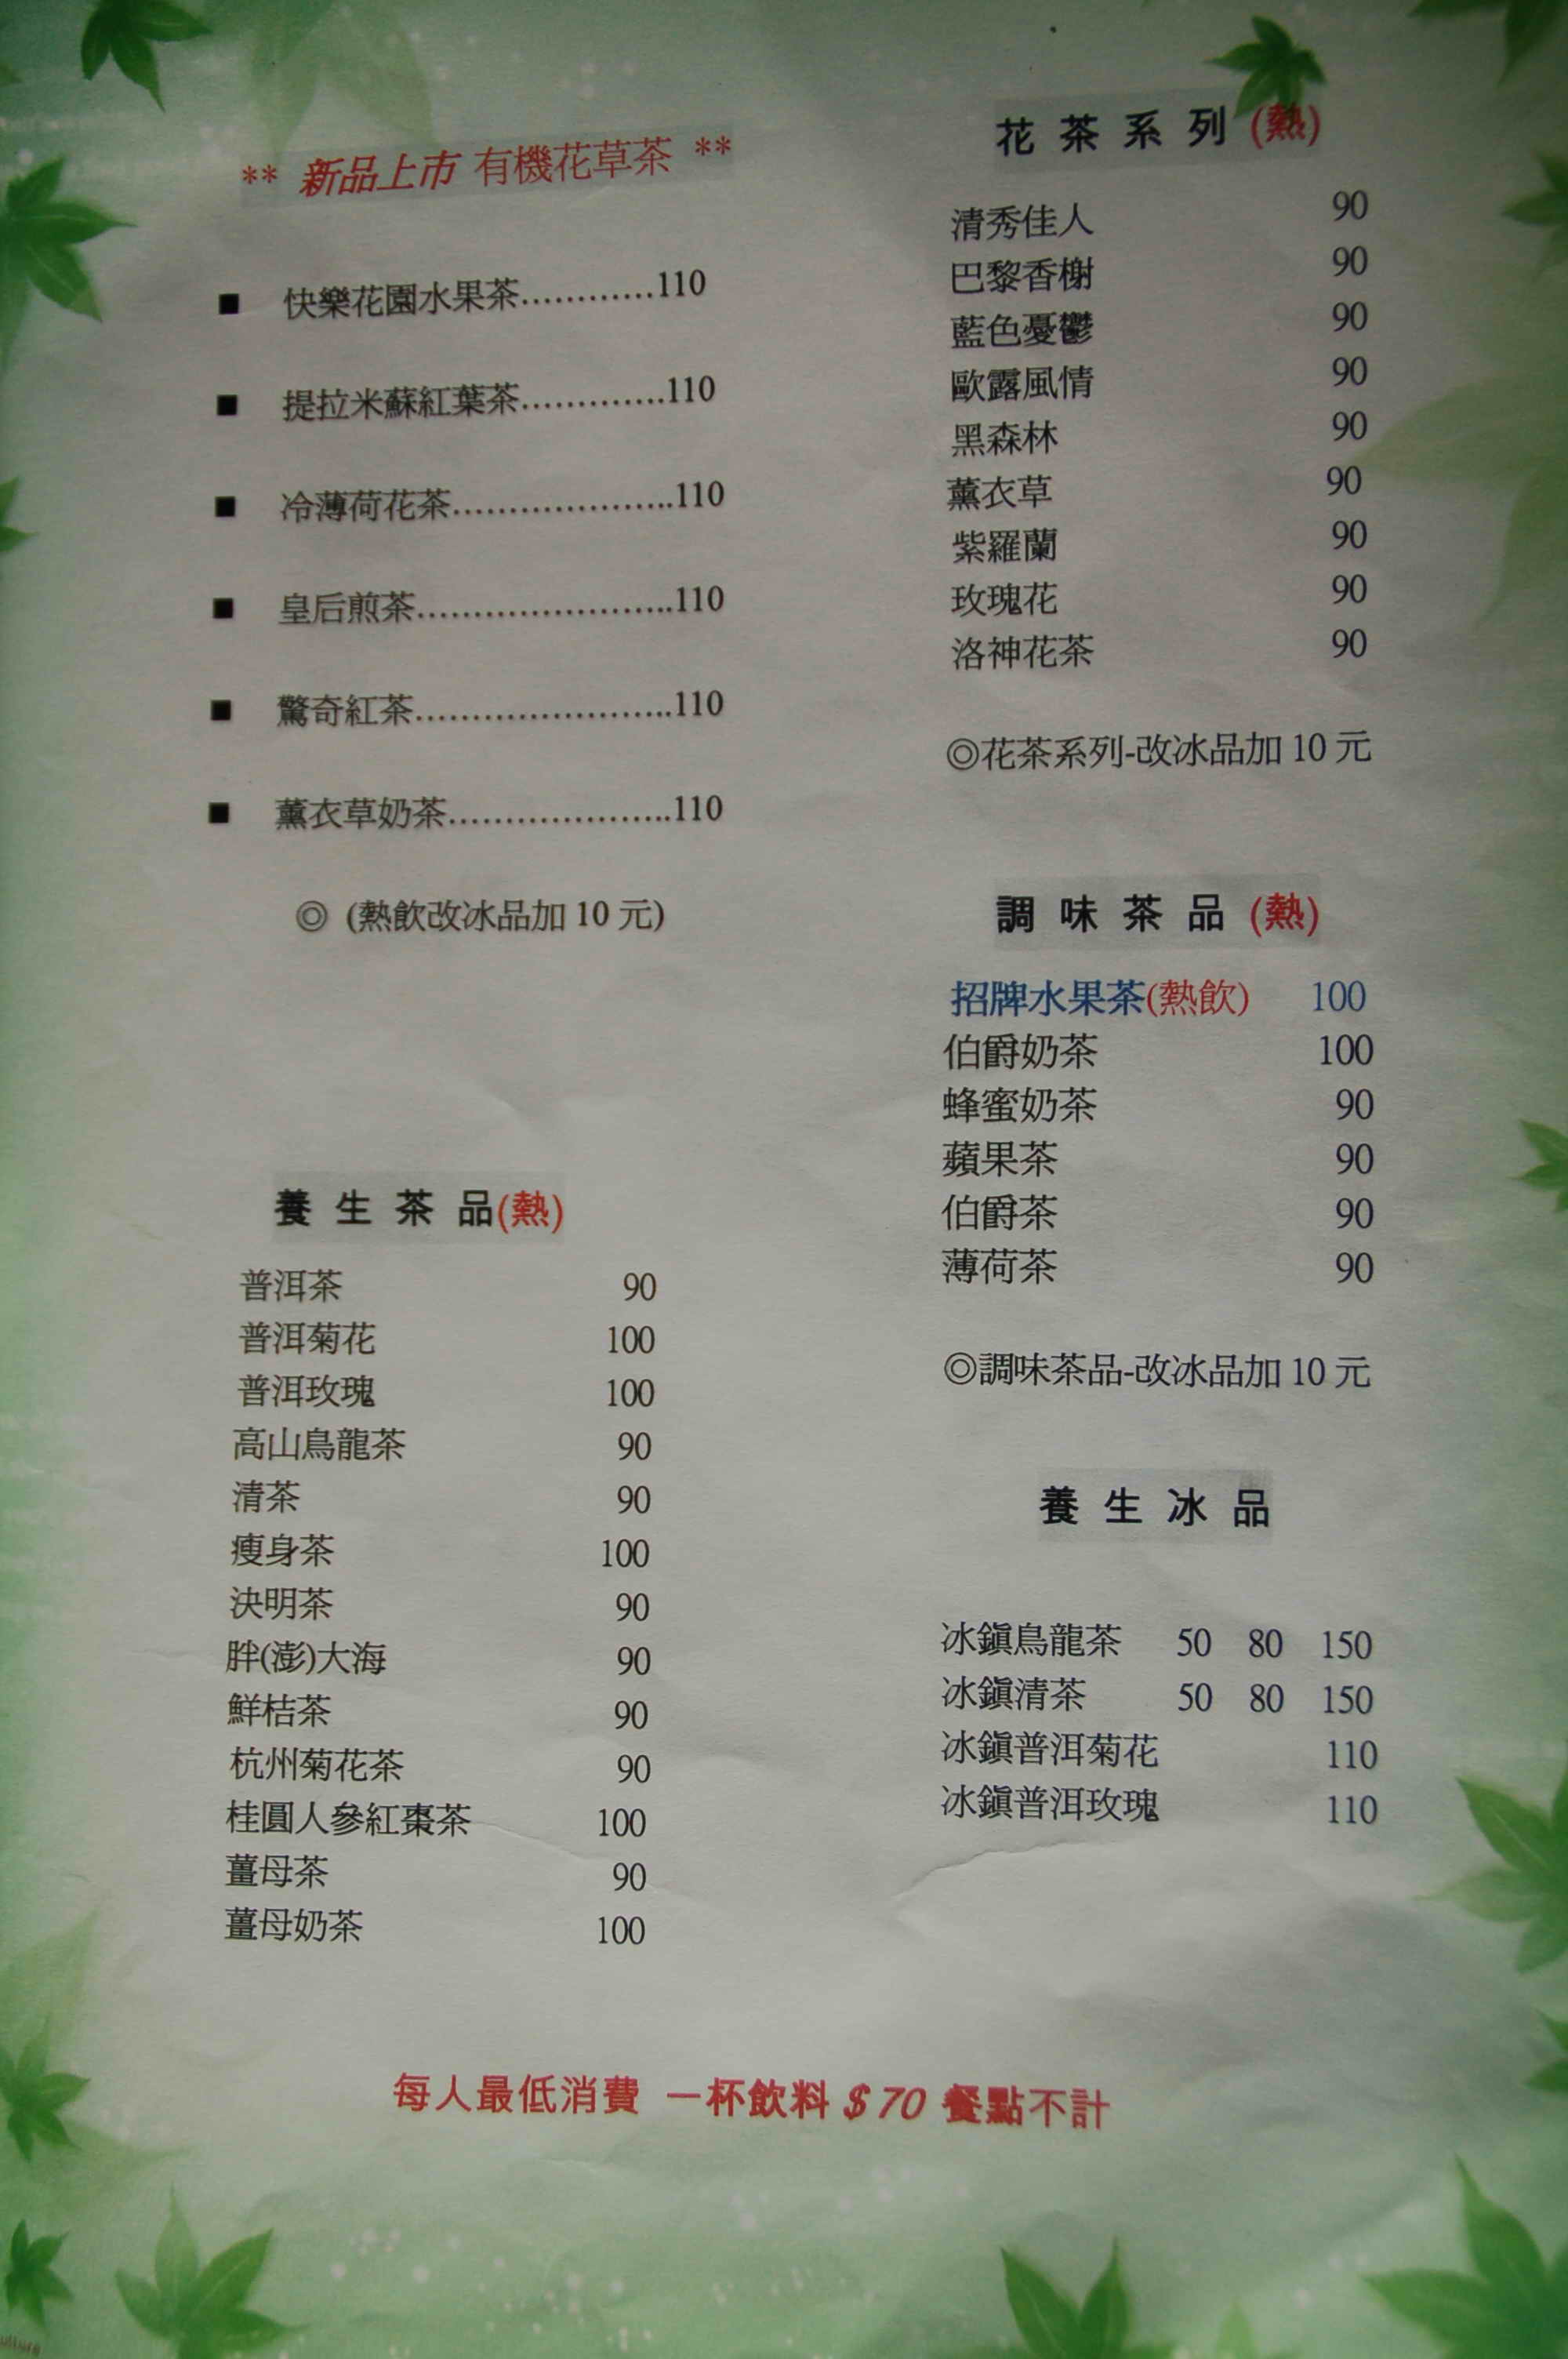 ** 新品上市 有機花草茶 **
■ 快樂花園水果茶............110
■ 提拉米蘇紅葉茶.............110
■ 冷薄荷花茶....................110
■ 皇后煎茶.......................110
■ 驚奇紅茶.......................110
■ 薰衣草奶茶....................110
◎ (熱飲改冰品加 10 元)
養 生 茶 品(熱)
普洱茶 90
普洱菊花 100
普洱玫瑰 100
高山烏龍茶 90
清茶 90
瘦身茶 100
決明茶 90
胖(澎)大海 90
鮮桔茶 90
杭州菊花茶 90
桂圓人參紅棗茶 100
薑母茶 90
薑母奶茶 100
花 茶 系 列 (熱)
清秀佳人 90
巴黎香榭 90
藍色憂鬱 90
歐露風情 90
黑森林 90
薰衣草 90
紫羅蘭 90
玫瑰花 90
洛神花茶 90
◎花茶系列-改冰品加 10 元
調 味 茶 品 (熱)
招牌水果茶(熱飲) 100
伯爵奶茶 100
蜂蜜奶茶 90
蘋果茶 90
伯爵茶 90
薄荷茶 90
◎調味茶品-改冰品加 10 元
養 生 冰 品
冰鎮烏龍茶 50 80 150
冰鎮清茶 50 80 150
冰鎮普洱菊花 110
冰鎮普洱玫瑰 110
每人最低消費 一杯飲料 $70 餐點不計